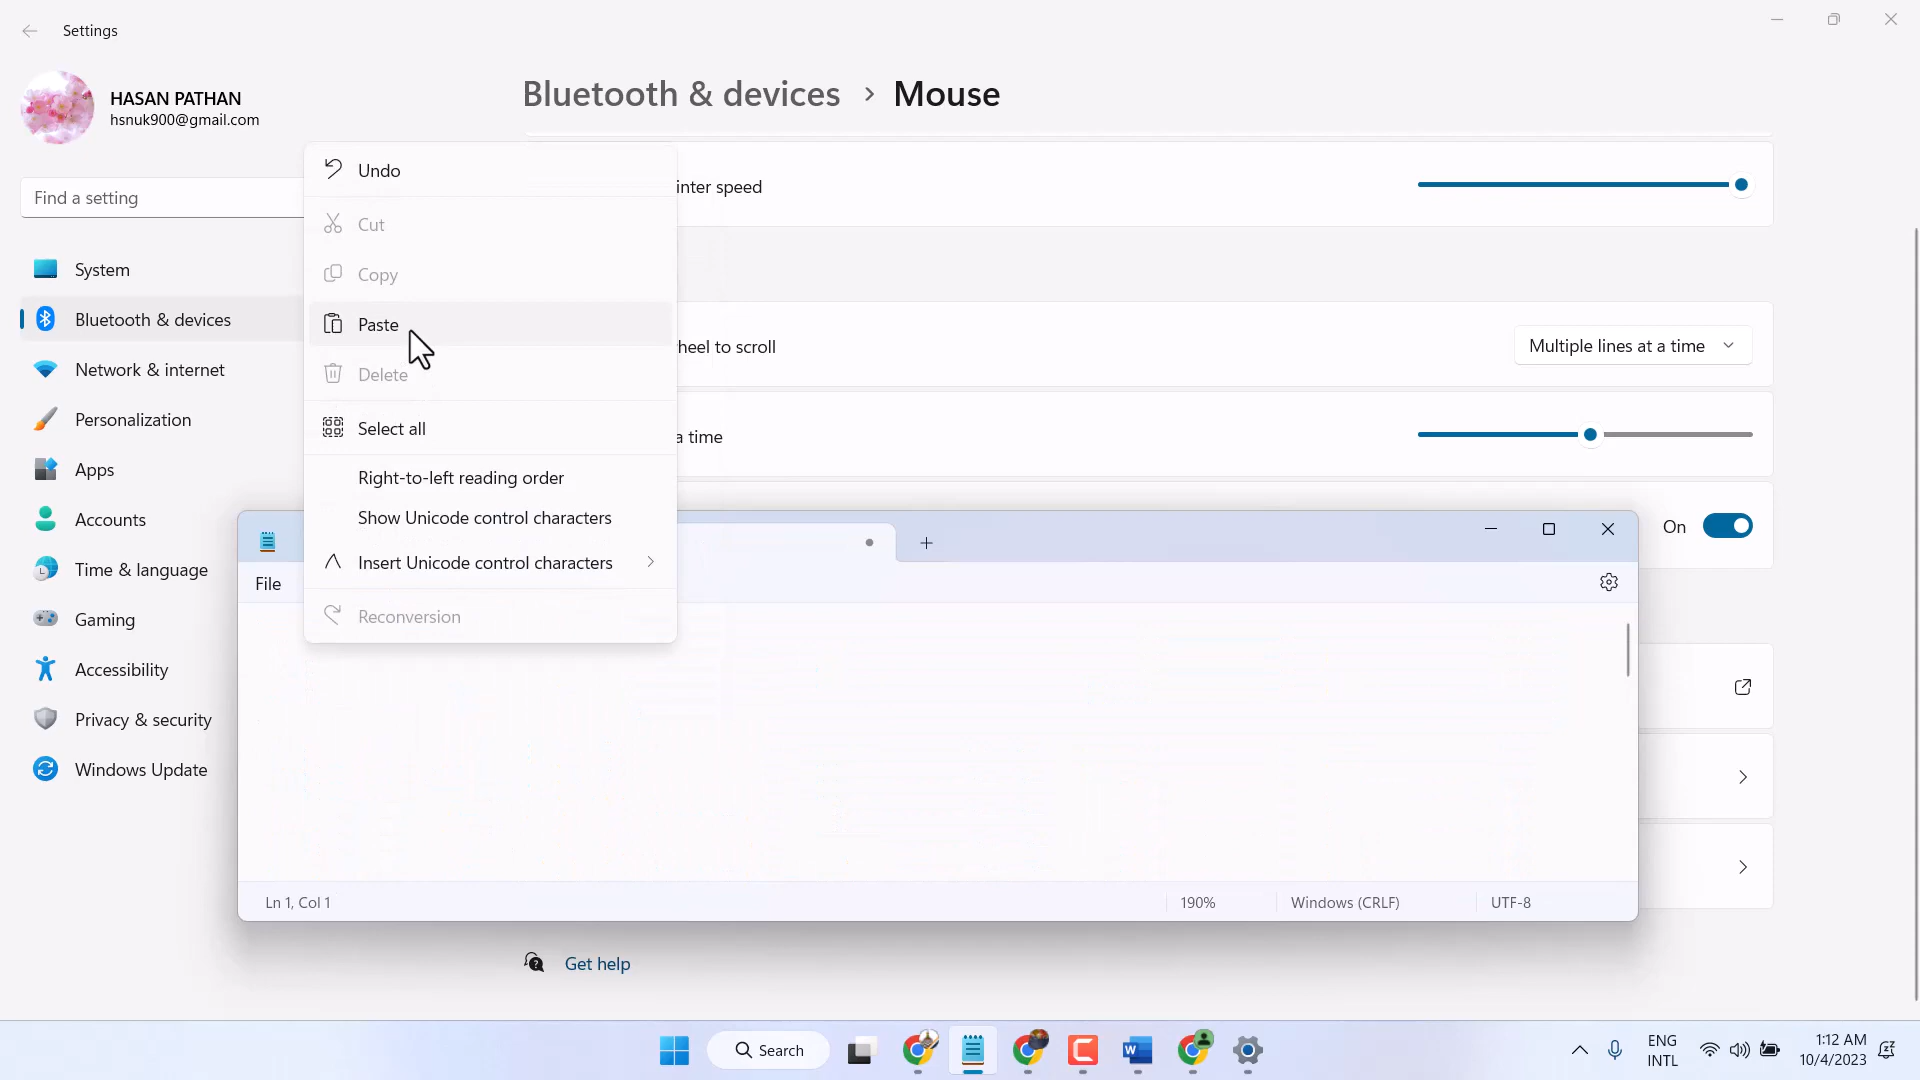 Settings
HASAN PATHAN
hsnuk900@gmail.com
Find a setting
System
Bluetooth & devices
Network & internet
Personalization
Apps
Accounts
Time & language
Gaming
Accessibility
Privacy & security
Windows Update
Bluetooth & devices > Mouse
inter speed
heel to scroll
Multiple lines at a time
a time
On
Undo
Cut
Copy
Paste
Delete
Select all
Right-to-left reading order
Show Unicode control characters
Insert Unicode control characters
Reconversion
File
Ln 1, Col 1
190%
Windows (CRLF)
UTF-8
Get help
Search
ENG
INTL
1:12 AM
10/4/2023